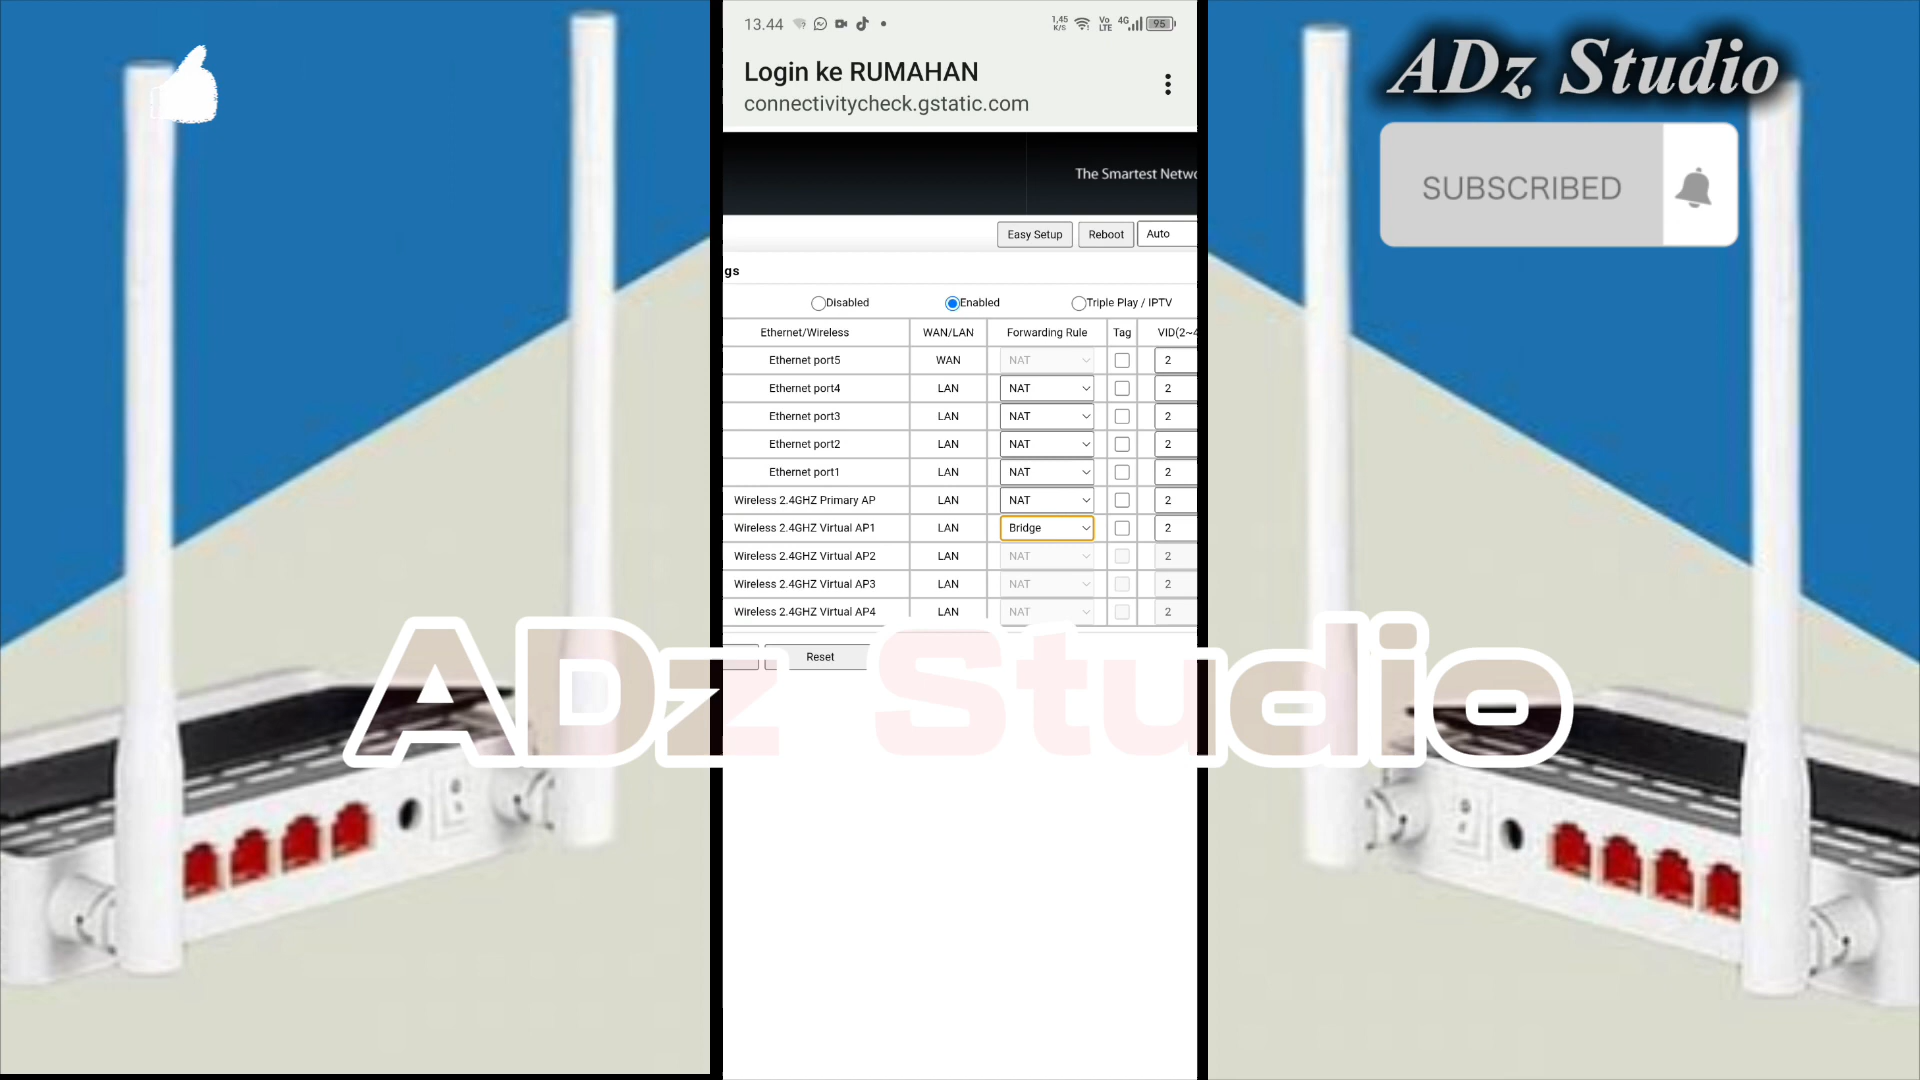 13.44
1,45 K/S
Vo LTE
4G
95
Login ke RUMAHAN
connectivitycheck.gstatic.com
The Smartest Netwo
Easy Setup Reboot Auto
gs
Disabled Enabled Triple Play / IPTV
Ethernet/Wireless WAN/LAN Forwarding Rule Tag VID(2~4
Ethernet port5 WAN NAT 2
Ethernet port4 LAN NAT 2
Ethernet port3 LAN NAT 2
Ethernet port2 LAN NAT 2
Ethernet port1 LAN NAT 2
Wireless 2.4GHZ Primary AP LAN NAT 2
Wireless 2.4GHZ Virtual AP1 LAN Bridge 2
Wireless 2.4GHZ Virtual AP2 LAN NAT 2
Wireless 2.4GHZ Virtual AP3 LAN NAT 2
Wireless 2.4GHZ Virtual AP4 LAN NAT 2
Reset
ADz Studio
SUBSCRIBED
ADz Studio